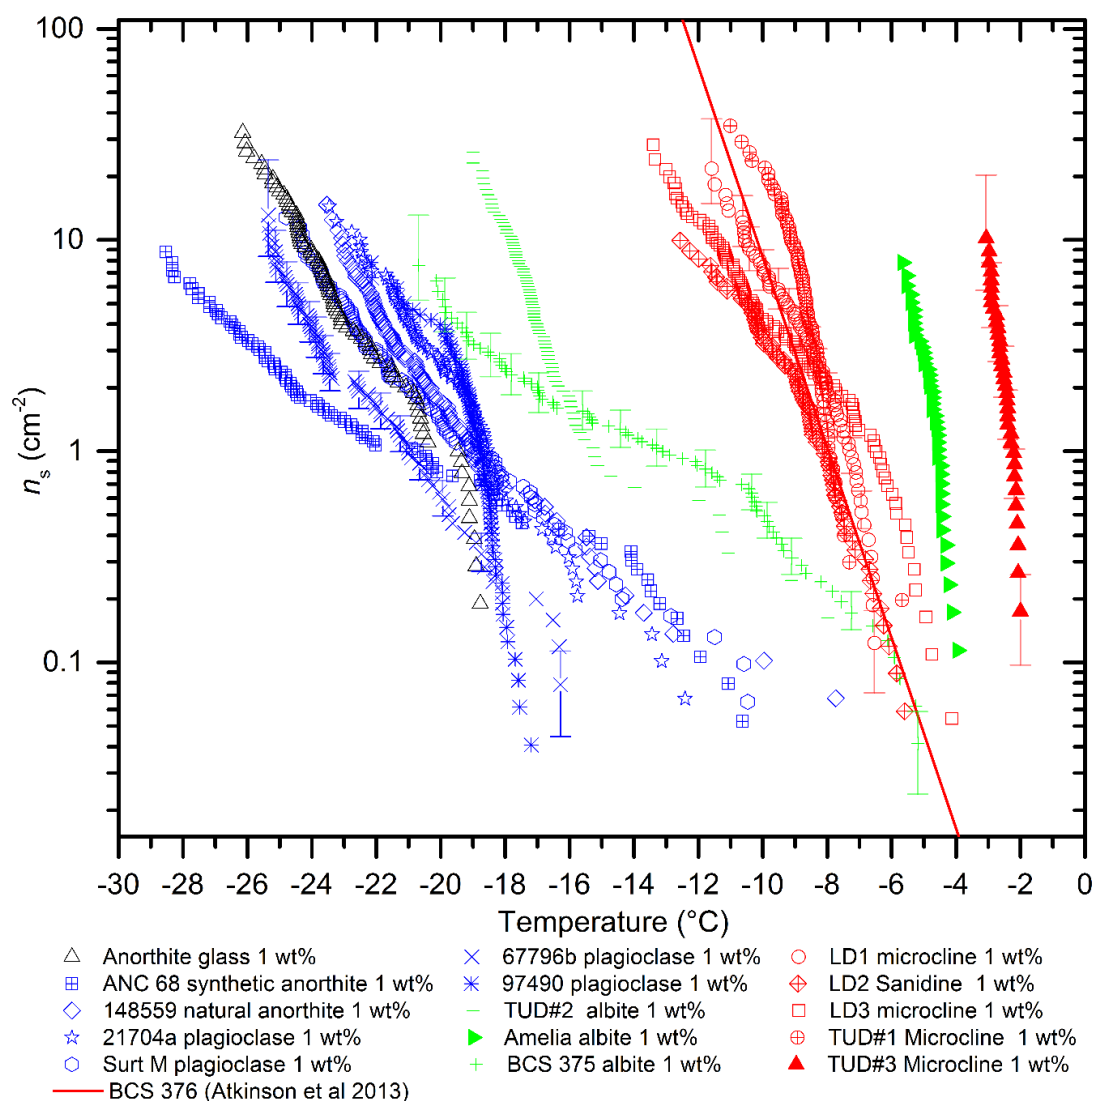 100
10
1
0.1
n_s (cm⁻²)
-30 -28 -26 -24 -22 -20 -18 -16 -14 -12 -10 -8 -6 -4 -2 0
Temperature (°C)
Anorthite glass 1 wt% 67796b plagioclase 1 wt% LD1 microcline 1 wt%
ANC 68 synthetic anorthite 1 wt% 97490 plagioclase 1 wt% LD2 Sanidine 1 wt%
148559 natural anorthite 1 wt% TUD#2 albite 1 wt% LD3 microcline 1 wt%
21704a plagioclase 1 wt% Amelia albite 1 wt% TUD#1 Microcline 1 wt%
Surt M plagioclase 1 wt% BCS 375 albite 1 wt% TUD#3 Microcline 1 wt%
BCS 376 (Atkinson et al 2013)